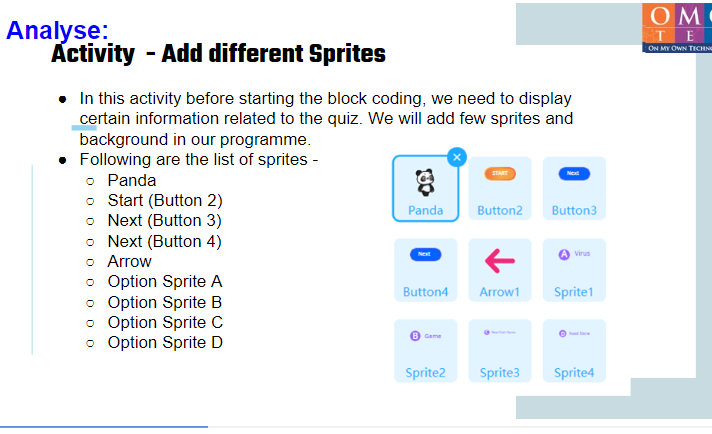 Analyse:
Activity - Add different Sprites
O M
T E
ON MY OWN TECHN
● In this activity before starting the block coding, we need to display
certain information related to the quiz. We will add few sprites and
background in our programme.
● Following are the list of sprites -
○ Panda
○ Start (Button 2)
○ Next (Button 3)
○ Next (Button 4)
○ Arrow
○ Option Sprite A
○ Option Sprite B
○ Option Sprite C
○ Option Sprite D
START
Next
Panda
Button2
Button3
Next
A Virus
Button4
Arrow1
Sprite1
B Game
Sprite2
Sprite3
Sprite4